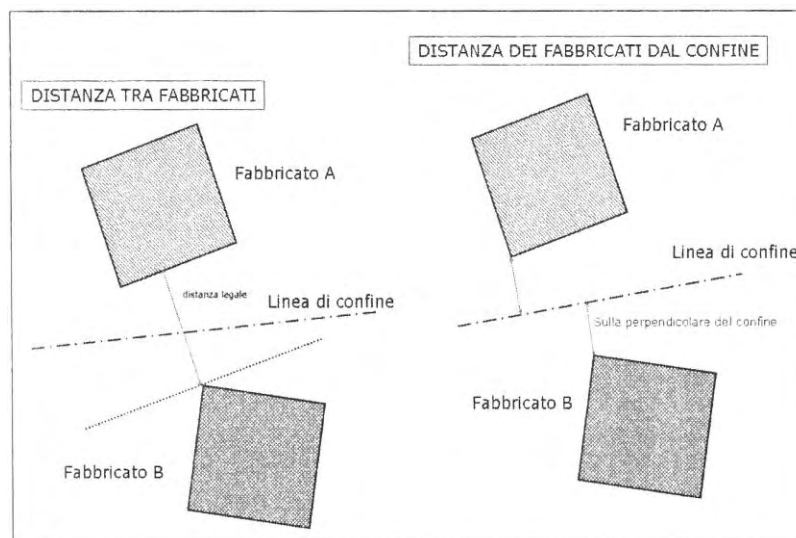 DISTANZA TRA FABBRICATI
Fabbricato A
distanza legale
Linea di confine
Fabbricato B
DISTANZA DEI FABBRICATI DAL CONFINE
Fabbricato A
Linea di confine
Sulla perpendicolare del confine
Fabbricato B